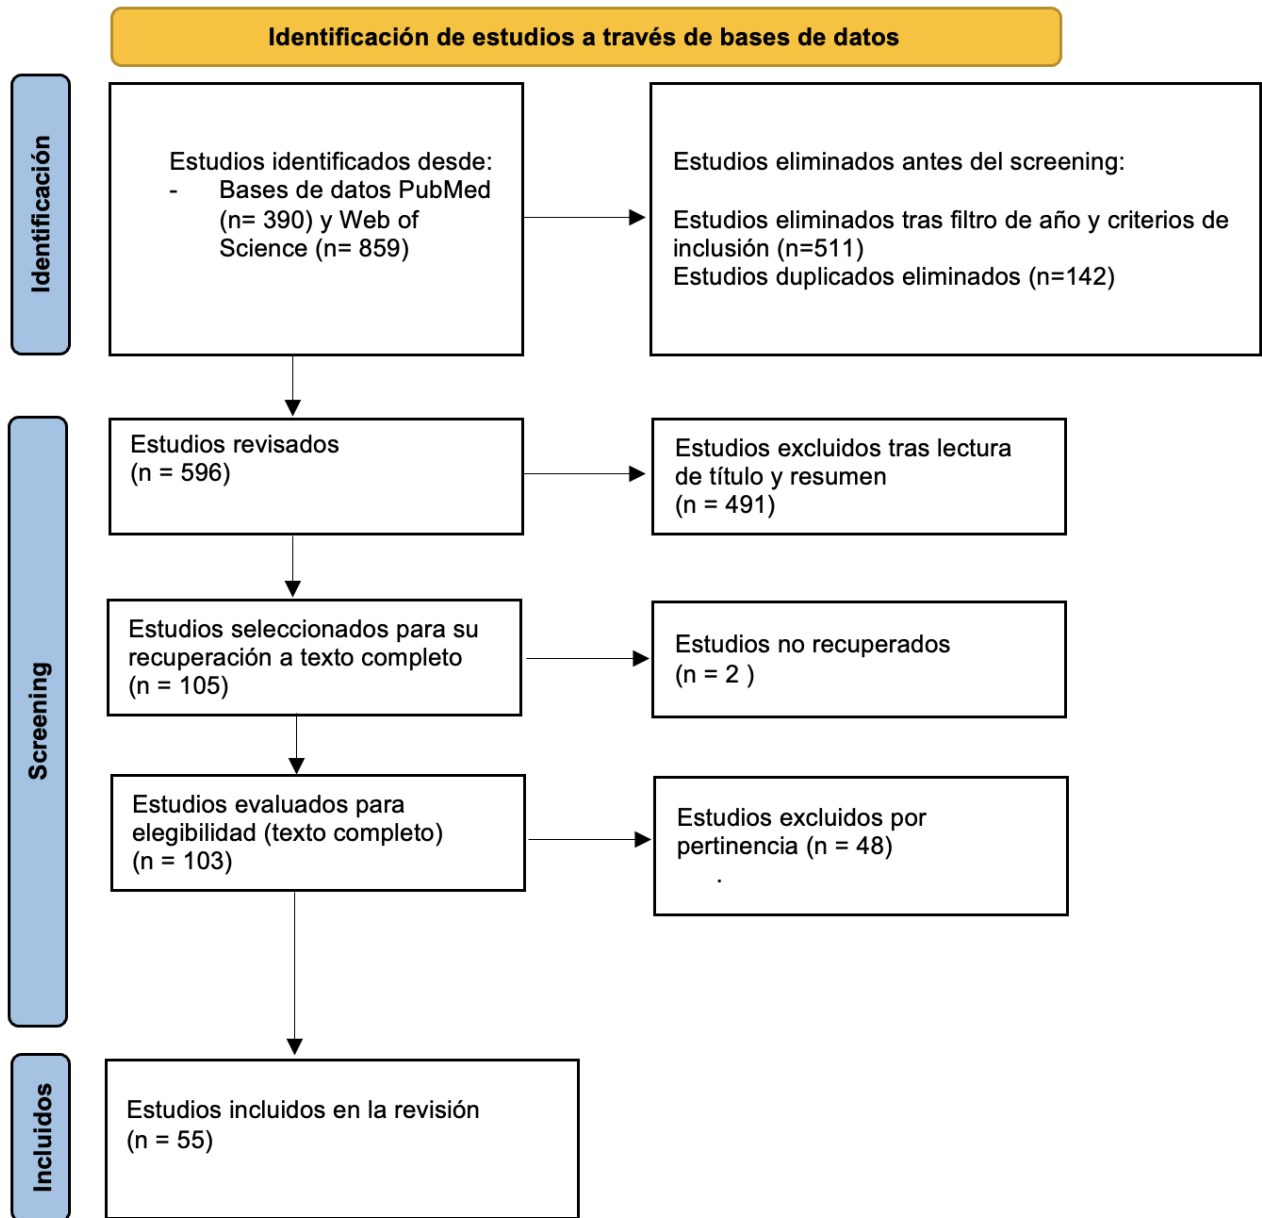 Identificación de estudios a través de bases de datos
Identificación
Estudios identificados desde:
- Bases de datos PubMed
(n= 390) y Web of
Science (n= 859)
Estudios eliminados antes del screening:
Estudios eliminados tras filtro de año y criterios de
inclusión (n=511)
Estudios duplicados eliminados (n=142)
Screening
Estudios revisados
(n = 596)
Estudios excluidos tras lectura
de título y resumen
(n = 491)
Estudios seleccionados para su
recuperación a texto completo
(n = 105)
Estudios no recuperados
(n = 2 )
Estudios evaluados para
elegibilidad (texto completo)
(n = 103)
Estudios excluidos por
pertinencia (n = 48)
.
Incluidos
Estudios incluidos en la revisión
(n = 55)